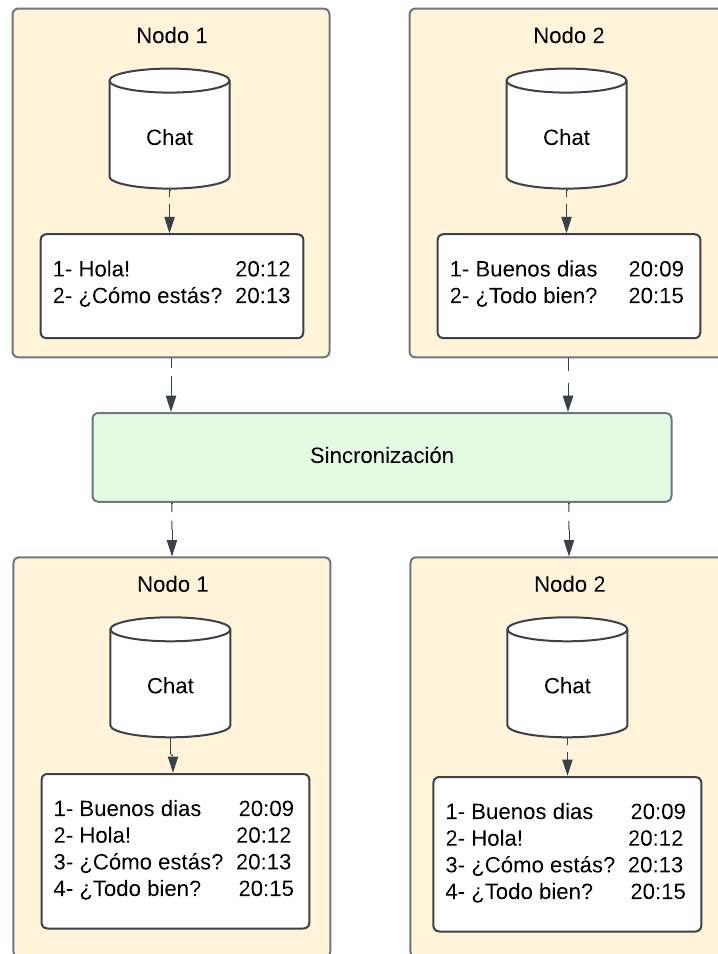 Nodo 1
Chat
1- Hola! 20:12
2- ¿Cómo estás? 20:13
Nodo 2
Chat
1- Buenos dias 20:09
2- ¿Todo bien? 20:15
Sincronización
Nodo 1
Chat
1- Buenos dias 20:09
2- Hola! 20:12
3- ¿Cómo estás? 20:13
4- ¿Todo bien? 20:15
Nodo 2
Chat
1- Buenos dias 20:09
2- Hola! 20:12
3- ¿Cómo estás? 20:13
4- ¿Todo bien? 20:15